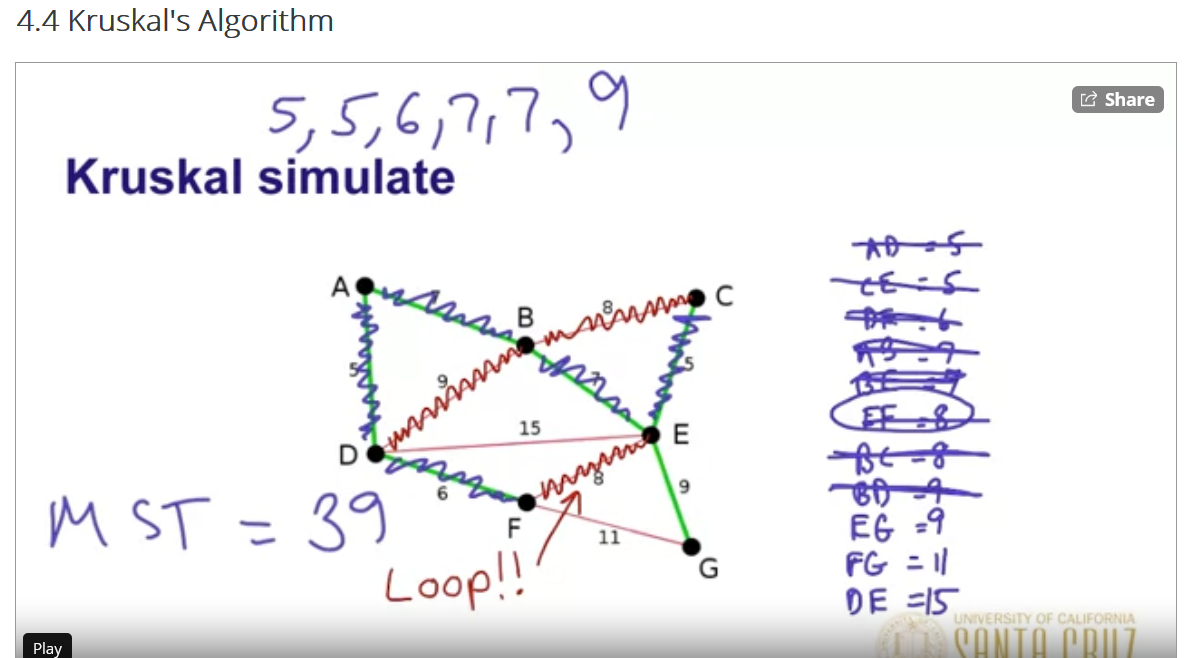 4.4 Kruskal's Algorithm
5, 5, 6, 7, 7, 9
Share
Kruskal simulate
AD = 5
CE = 5
DF = 6
AB = 7
BE = 7
EF = 8
BC = 8
BD = 9
EG = 9
FG = 11
DE = 15
A
7
B
8
C
5
9
7
5
15
E
D
6
8
9
F
11
G
MST = 39
Loop!!
UNIVERSITY OF CALIFORNIA
SANTA CRUZ
Play